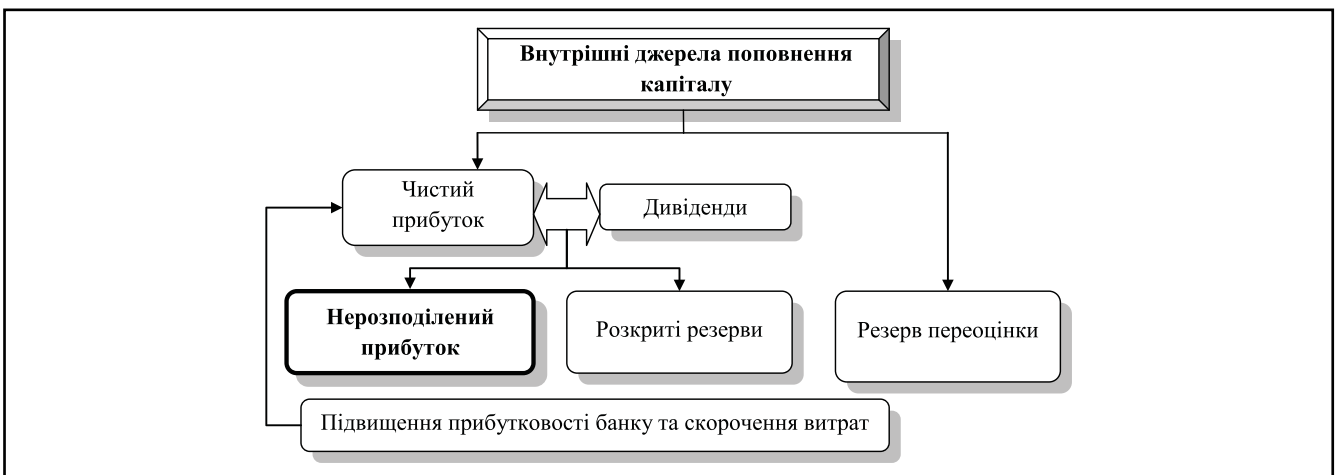 Внутрішні джерела поповнення
капіталу
Чистий
прибуток
Дивіденди
Нерозподілений
прибуток
Розкриті резерви
Резерв переоцінки
Підвищення прибутковості банку та скорочення витрат